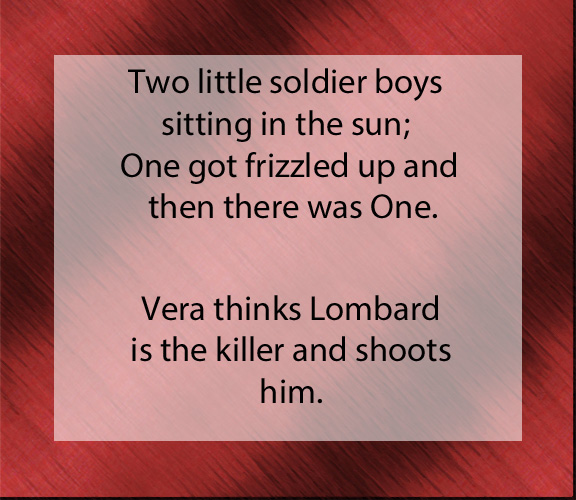 Two little soldier boys
sitting in the sun;
One got frizzled up and
then there was One.
Vera thinks Lombard
is the killer and shoots
him.